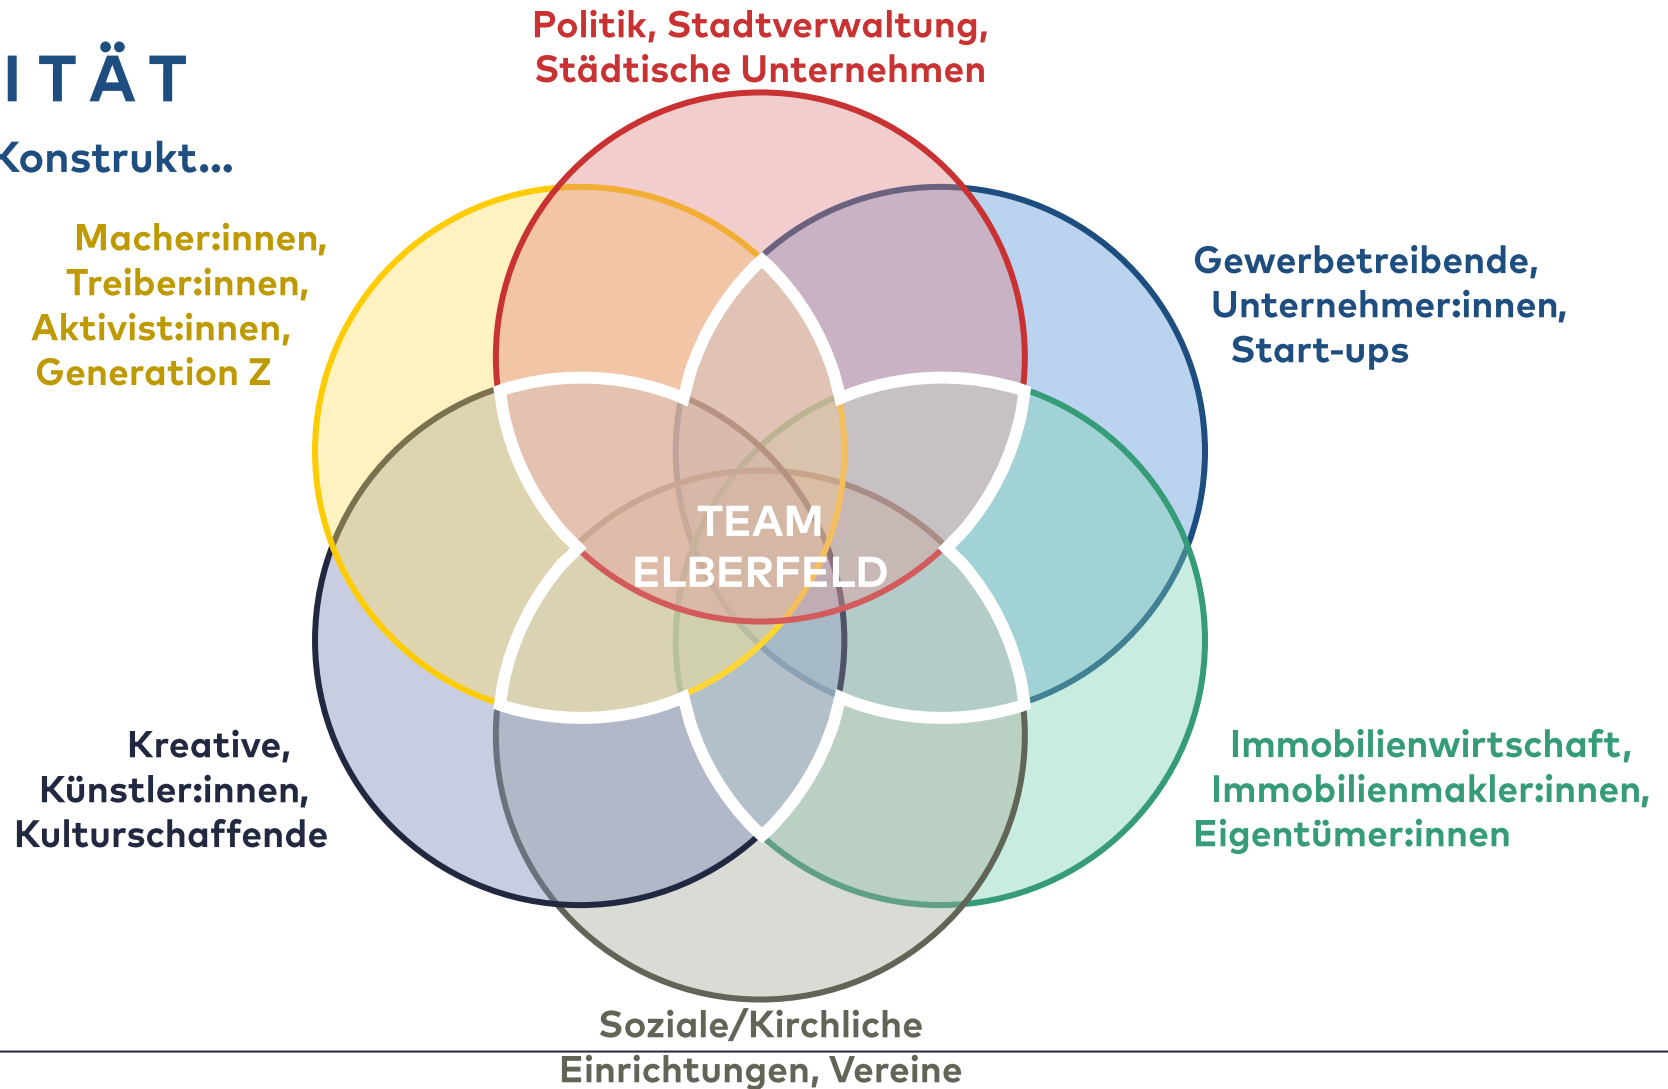 ITÄT
Konstrukt...
Politik, Stadtverwaltung,
Städtische Unternehmen
Macher:innen,
Treiber:innen,
Aktivist:innen,
Generation Z
Gewerbetreibende,
Unternehmer:innen,
Start-ups
TEAM
ELBERFELD
Kreative,
Künstler:innen,
Kulturschaffende
Immobilienwirtschaft,
Immobilienmakler:innen,
Eigentümer:innen
Soziale/Kirchliche
Einrichtungen, Vereine